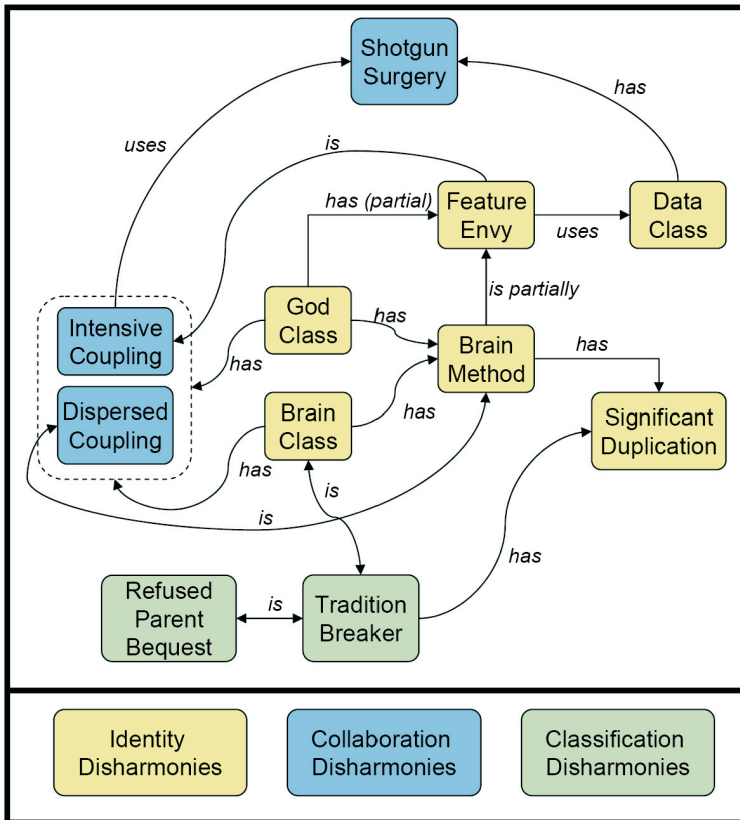 Shotgun
Surgery
has
uses
is
has (partial)
Feature
Envy
uses
Data
Class
is partially
Intensive
Coupling
God
Class
has
has
Brain
Method
has
Dispersed
Coupling
Brain
Class
has
Significant
Duplication
has
is
is
has
Refused
Parent
Bequest
is
Tradition
Breaker
Identity
Disharmonies
Collaboration
Disharmonies
Classification
Disharmonies